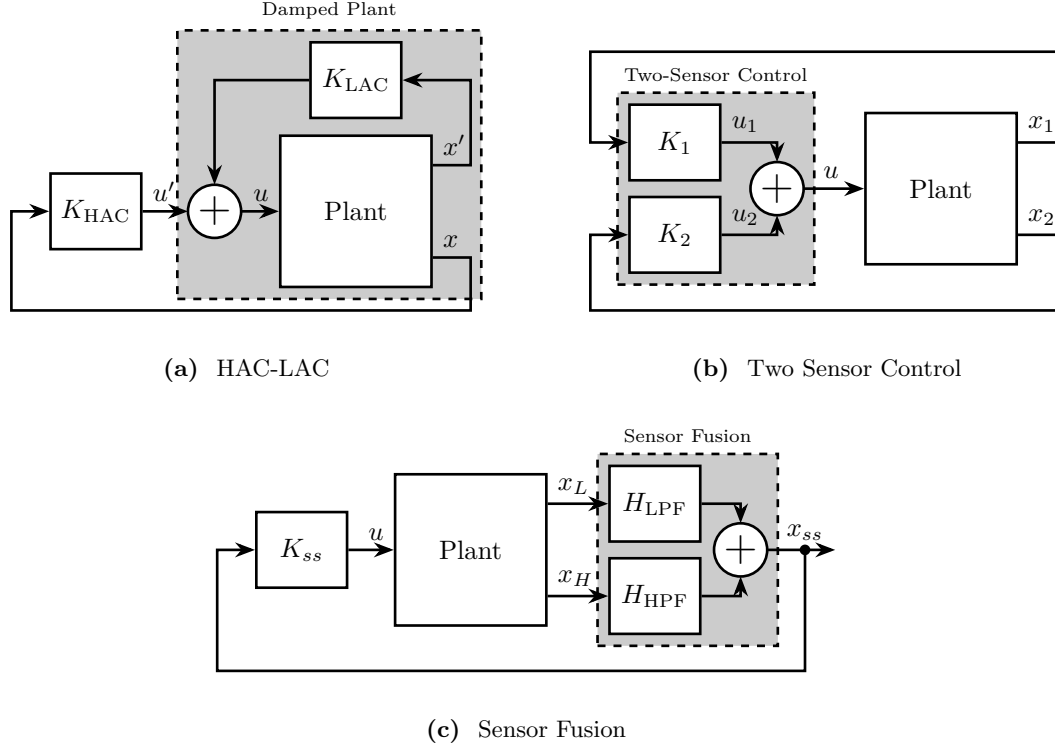 Damped Plant
K_LAC
x'
K_HAC
u'
+
u
Plant
x
(a) HAC-LAC
Two-Sensor Control
K_1
u_1
x_1
+
u
Plant
K_2
u_2
x_2
(b) Two Sensor Control
Sensor Fusion
x_L
H_LPF
K_ss
u
Plant
+
x_ss
x_H
H_HPF
(c) Sensor Fusion